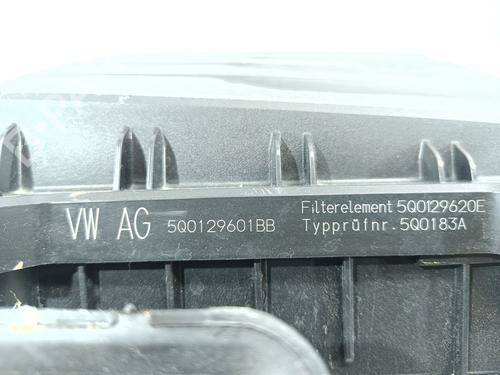 VW AG 5Q0129601BB
Filterelement 5Q0129620E
Typprüfnr. 5Q0183A